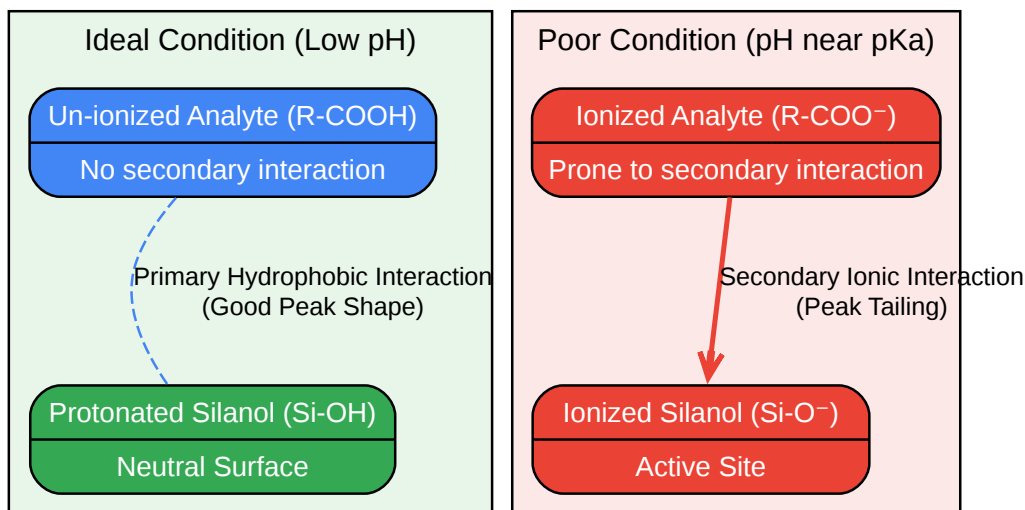 Ideal Condition (Low pH)
Un-ionized Analyte (R-COOH)
No secondary interaction
Primary Hydrophobic Interaction
(Good Peak Shape)
Protonated Silanol (Si-OH)
Neutral Surface
Poor Condition (pH near pKa)
Ionized Analyte (R-COO⁻)
Prone to secondary interaction
Secondary Ionic Interaction
(Peak Tailing)
Ionized Silanol (Si-O⁻)
Active Site